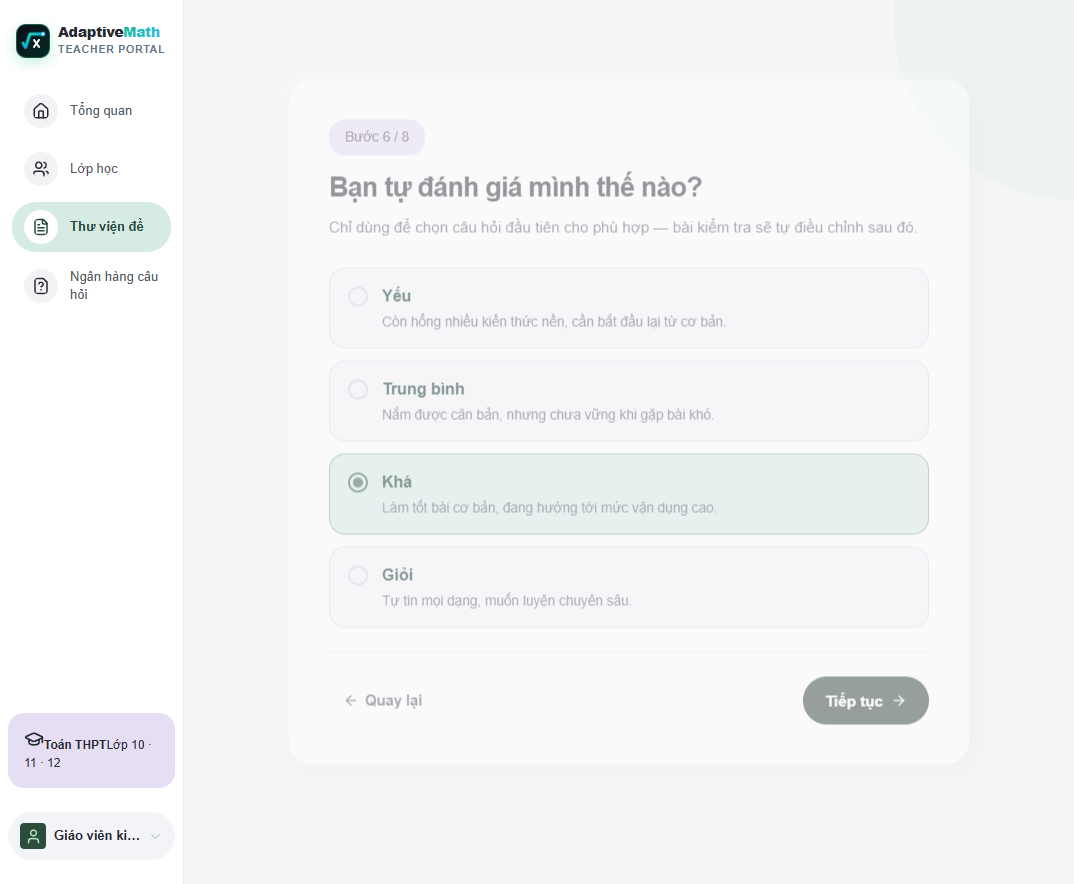 AdaptiveMath
TEACHER PORTAL
Tổng quan
Lớp học
Thư viện đề
Ngân hàng câu
hỏi
Toán THPTLớp 10 ·
11 · 12
Giáo viên ki...
Bước 6 / 8
Bạn tự đánh giá mình thế nào?
Chỉ dùng để chọn câu hỏi đầu tiên cho phù hợp — bài kiểm tra sẽ tự điều chỉnh sau đó.
Yếu
Còn hổng nhiều kiến thức nền, cần bắt đầu lại từ cơ bản.
Trung bình
Nắm được căn bản, nhưng chưa vững khi gặp bài khó.
Khá
Làm tốt bài cơ bản, đang hướng tới mức vận dụng cao.
Giỏi
Tự tin mọi dạng, muốn luyện chuyên sâu.
← Quay lại
Tiếp tục →